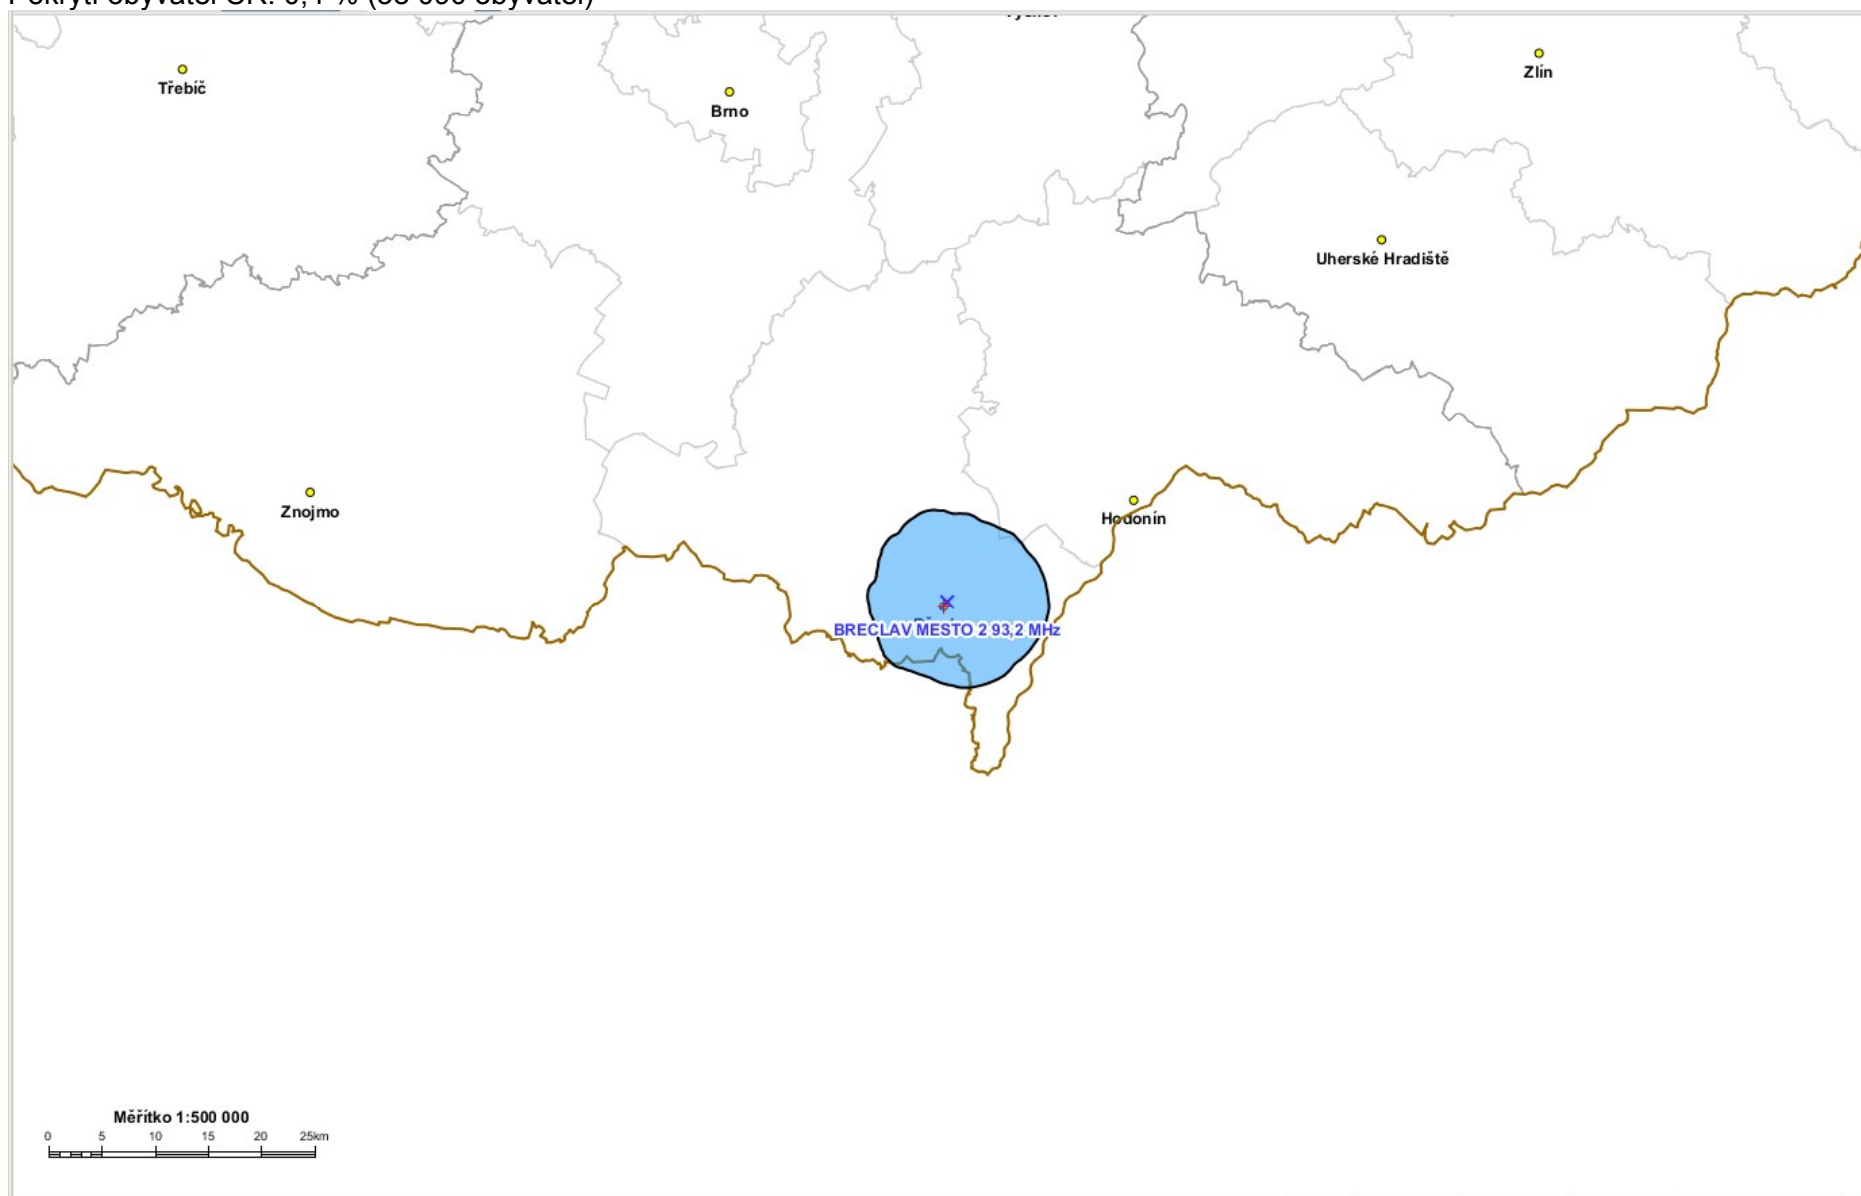 Třebíč
Brno
Zlín
Uherské Hradiště
Znojmo
Hodonín
BRECLAV MESTO 2 93,2 MHz
Měřítko 1:500 000
0 5 10 15 20 25km